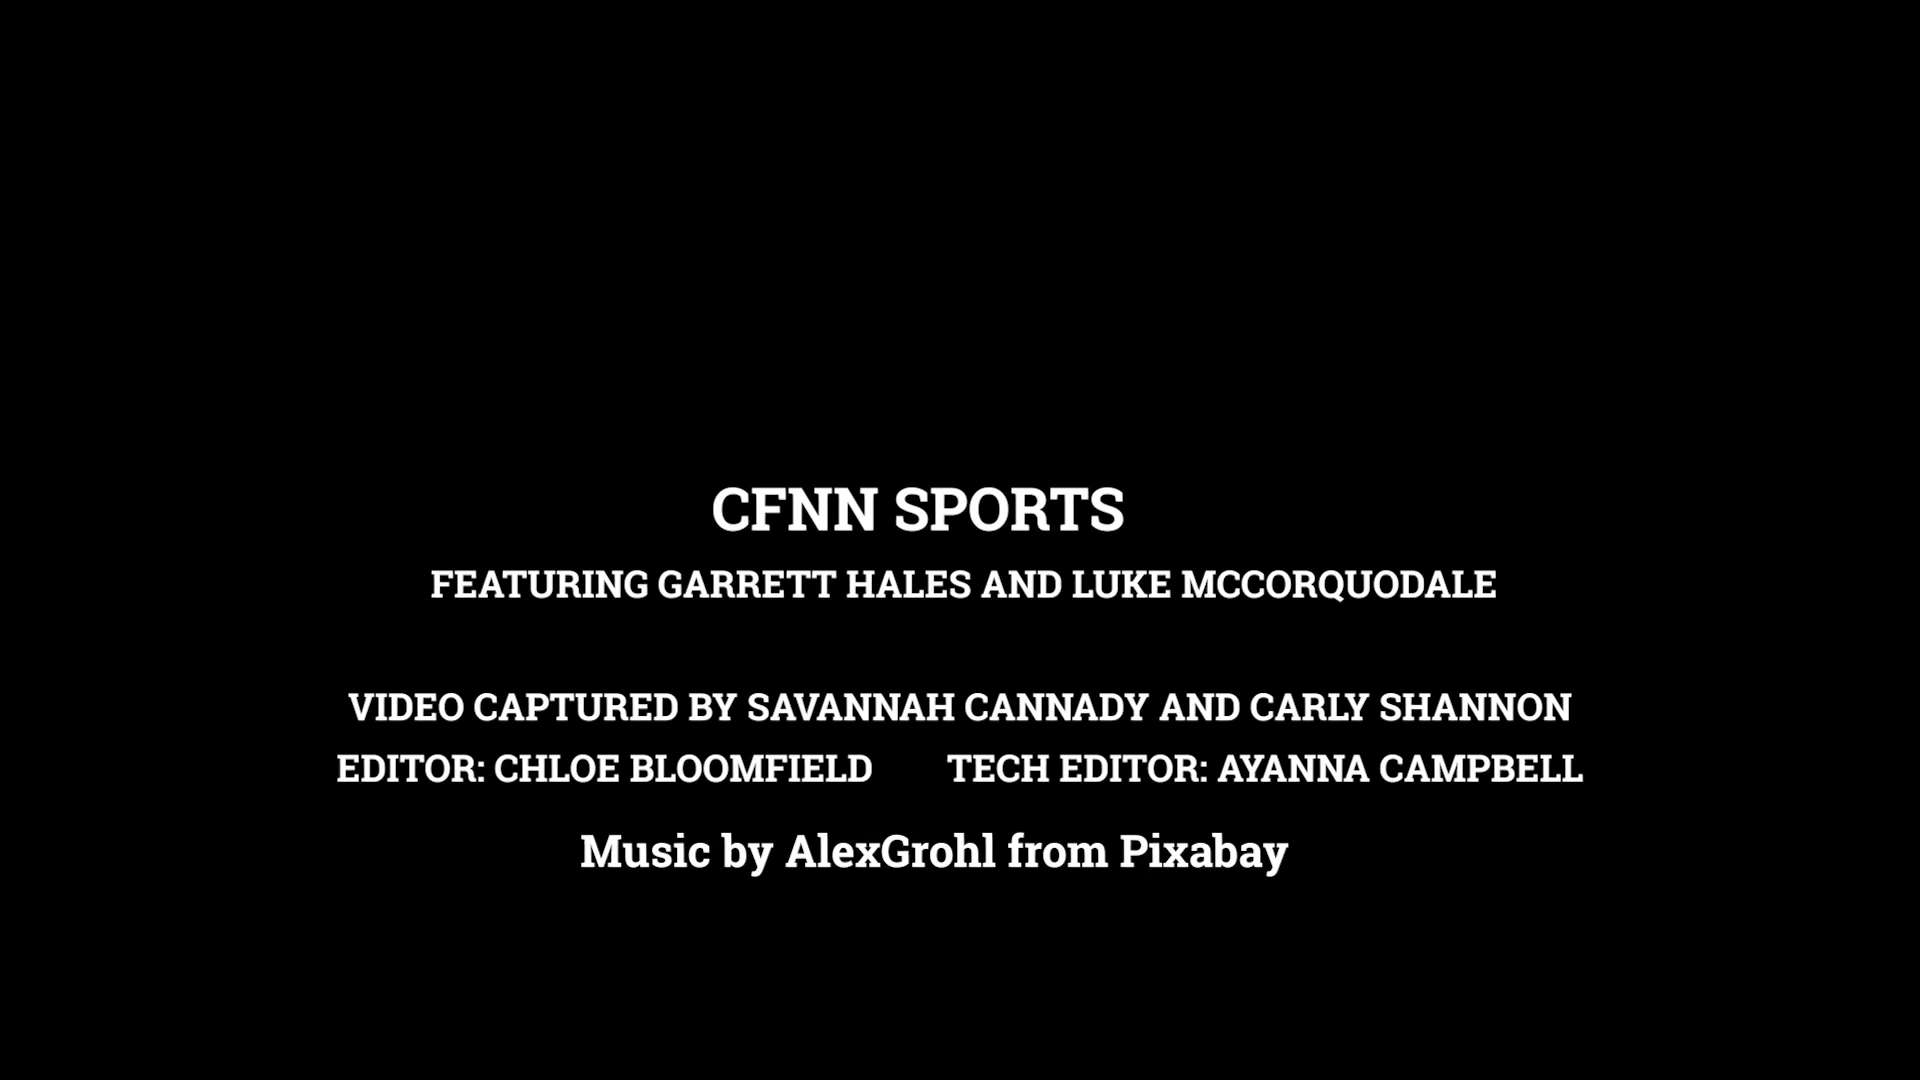 CFNN SPORTS
FEATURING GARRETT HALES AND LUKE MCCORQUODALE
VIDEO CAPTURED BY SAVANNAH CANNADY AND CARLY SHANNON
EDITOR: CHLOE BLOOMFIELD TECH EDITOR: AYANNA CAMPBELL
Music by AlexGrohl from Pixabay